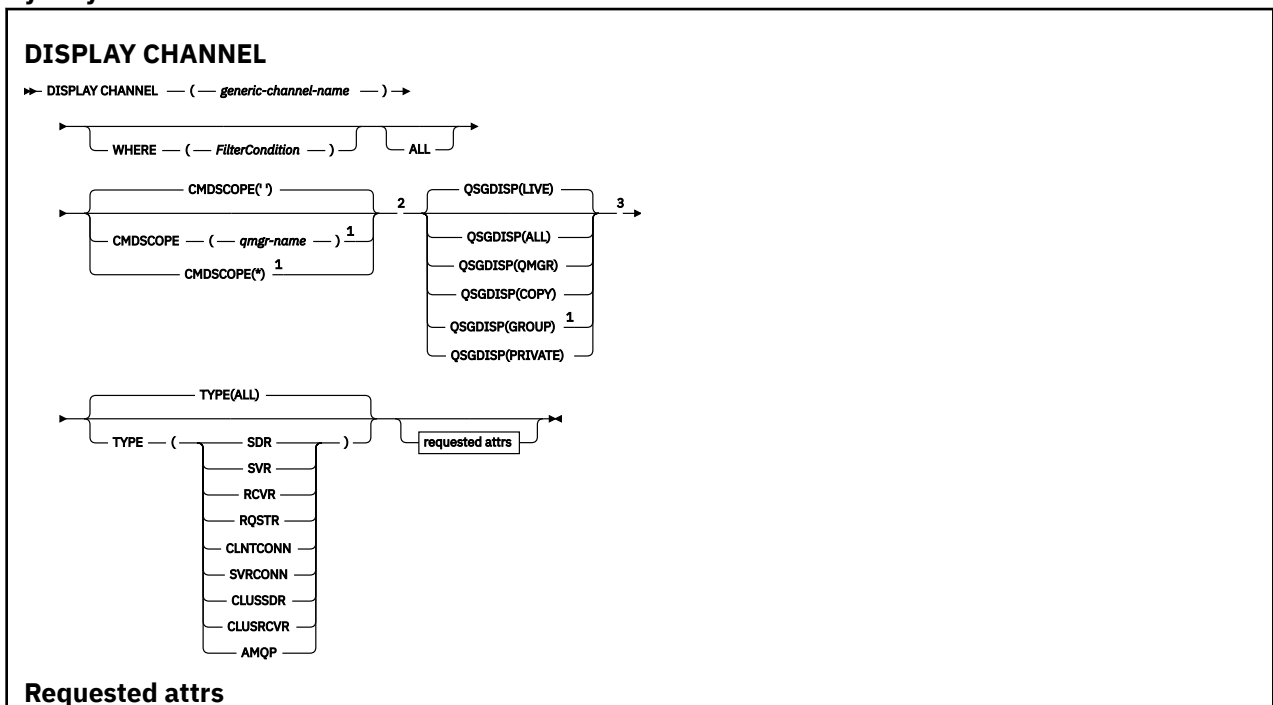 DISPLAY CHANNEL
DISPLAY CHANNEL ( generic-channel-name )
WHERE ( FilterCondition ) ALL
CMDSCOPE(' ')
CMDSCOPE ( qmgr-name ) 1
CMDSCOPE(*) 1
2
QSGDISP(LIVE)
QSGDISP(ALL)
QSGDISP(QMGR)
QSGDISP(COPY)
QSGDISP(GROUP) 1
QSGDISP(PRIVATE)
3
TYPE(ALL)
TYPE ( SDR )
SVR
RCVR
RQSTR
CLNTCONN
SVRCONN
CLUSSDR
CLUSRCVR
AMQP
requested attrs
Requested attrs